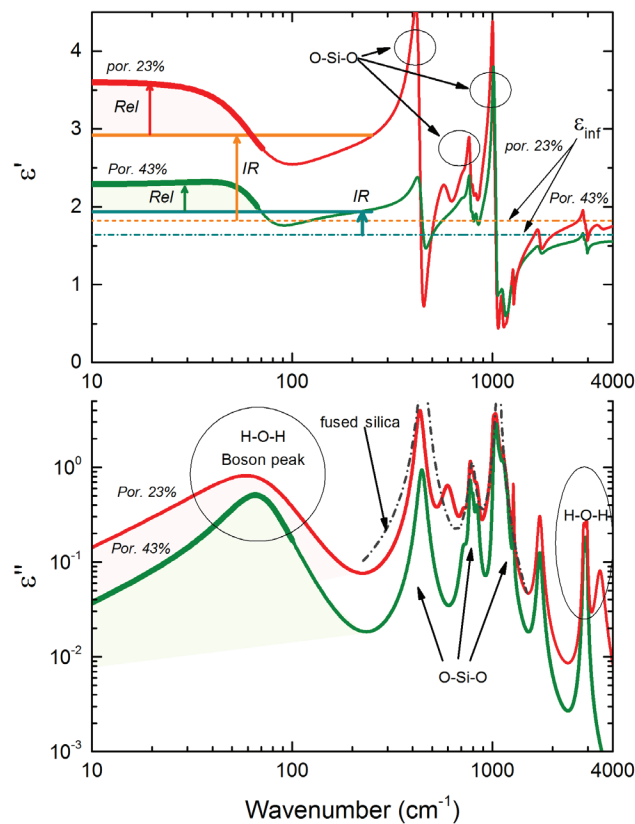 4
por. 23%
O-Si-O
Rel
ε_inf
3
ε'
por. 23%
Por. 43%
IR
IR
Por. 43%
2
Rel
1
0
10
100
1000
4000
fused silica
H-O-H
Boson peak
10^0
Por. 23%
H-O-H
Por. 43%
10^-1
ε''
10^-2
O-Si-O
10^-3
10
100
1000
4000
Wavenumber (cm^-1)